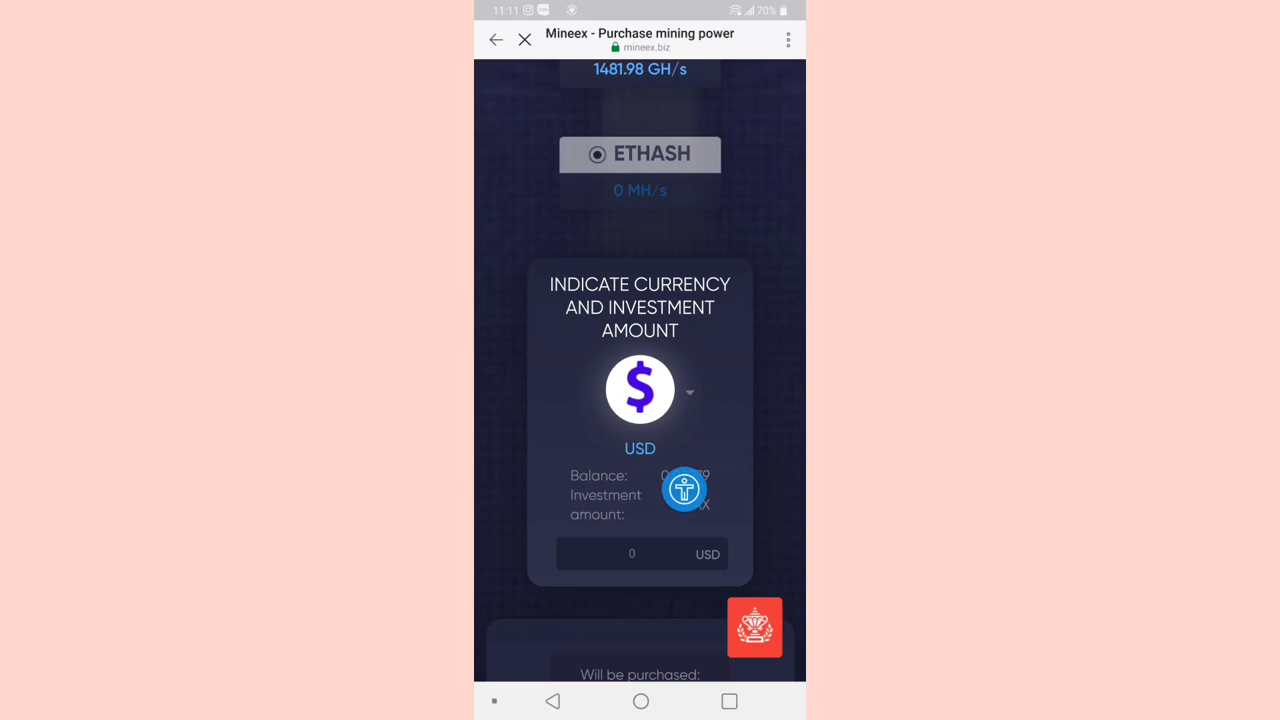 11:11 70%
Mineex - Purchase mining power
mineex.biz
1481.98 GH/s
ETHASH
0 MH/s
INDICATE CURRENCY
AND INVESTMENT
AMOUNT
$
USD
Balance:
Investment
amount:
0 USD
Will be purchased: